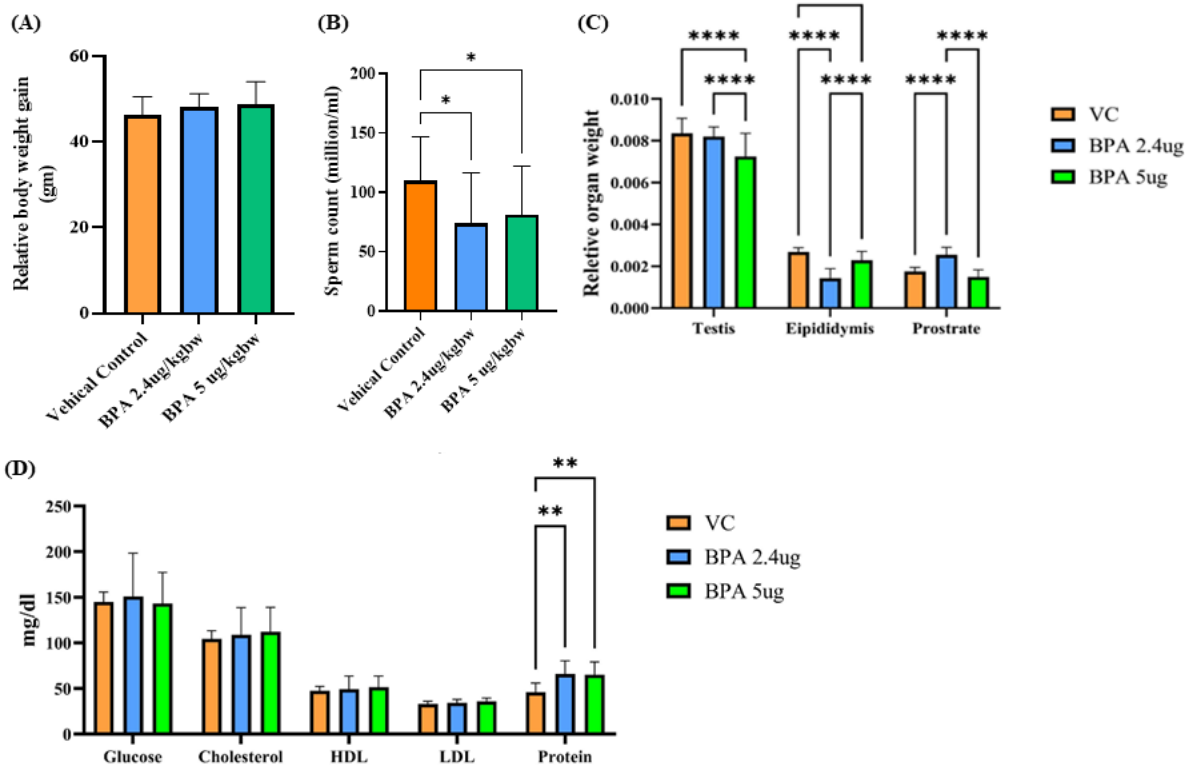 (A)
Relative body weight gain
(gm)
60
40
20
0
Vehical Control
BPA 2.4ug/kgbw
BPA 5 ug/kgbw
(B)
Sperm count (million/ml)
200
150
100
50
0
*
*
Vehical Control
BPA 2.4ug/kgbw
BPA 5 ug/kgbw
(C)
Reletive organ weight
0.010
0.008
0.006
0.004
0.002
0.000
**** **** ****
**** **** ****
Testis Eipididymis Prostrate
VC
BPA 2.4ug
BPA 5ug
(D)
mg/dl
250
200
150
100
50
0
**
**
Glucose Cholesterol HDL LDL Protein
VC
BPA 2.4ug
BPA 5ug